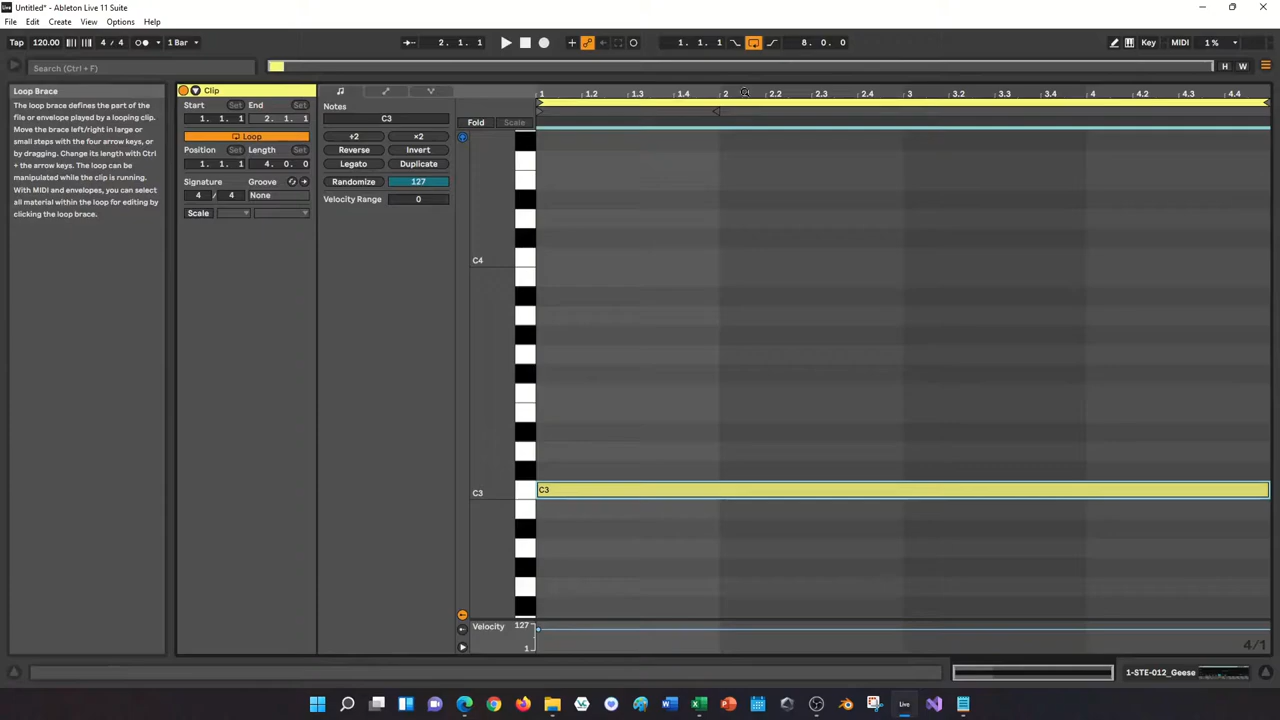 Untitled* - Ableton Live 11 Suite
File Edit Create View Options Help
Tap 120.00 4 / 4 1 Bar 2. 1. 1 1. 1. 1 8. 0. 0 Key MIDI 1 %
Search (Ctrl + F) H W
Loop Brace
The loop brace defines the part of the
file or envelope played by a looping clip.
Move the brace left/right in large or
small steps with the four arrow keys, or
by dragging. Change its length with Ctrl
+ the arrow keys. The loop can be
manipulated while the clip is running.
With MIDI and envelopes, you can select
all material within the loop for editing by
clicking the loop brace.
Clip
Start Set End Set
1. 1. 1 2. 1. 1
Loop
Position Set Length Set
1. 1. 1 4. 0. 0
Signature Groove
4 / 4 None
Scale
Notes
C3
÷2 ×2
Reverse Invert
Legato Duplicate
Randomize 127
Velocity Range 0
Fold Scale
1 1.2 1.3 1.4 2 2.2 2.3 2.4 3 3.2 3.3 3.4 4 4.2 4.3 4.4
C4
C3
C3
Velocity 127
1
4/1
1-STE-012_Geese
Live